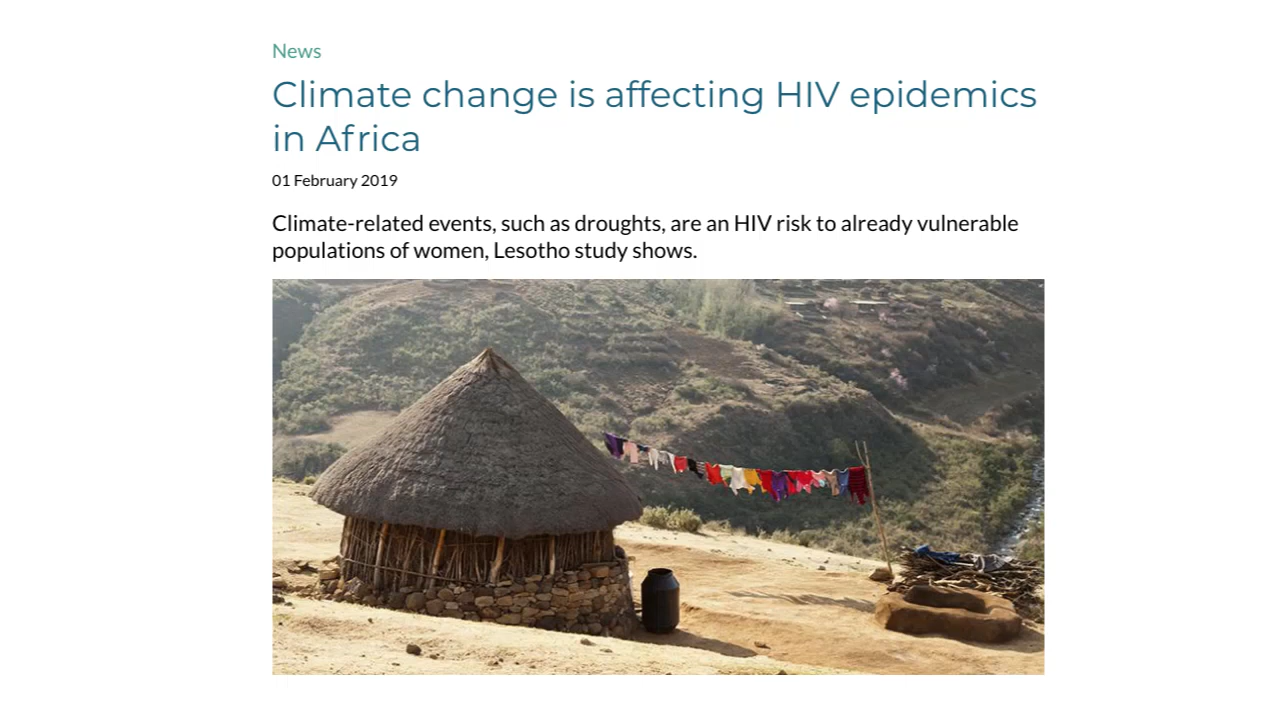 News
Climate change is affecting HIV epidemics
in Africa
01 February 2019
Climate-related events, such as droughts, are an HIV risk to already vulnerable
populations of women, Lesotho study shows.